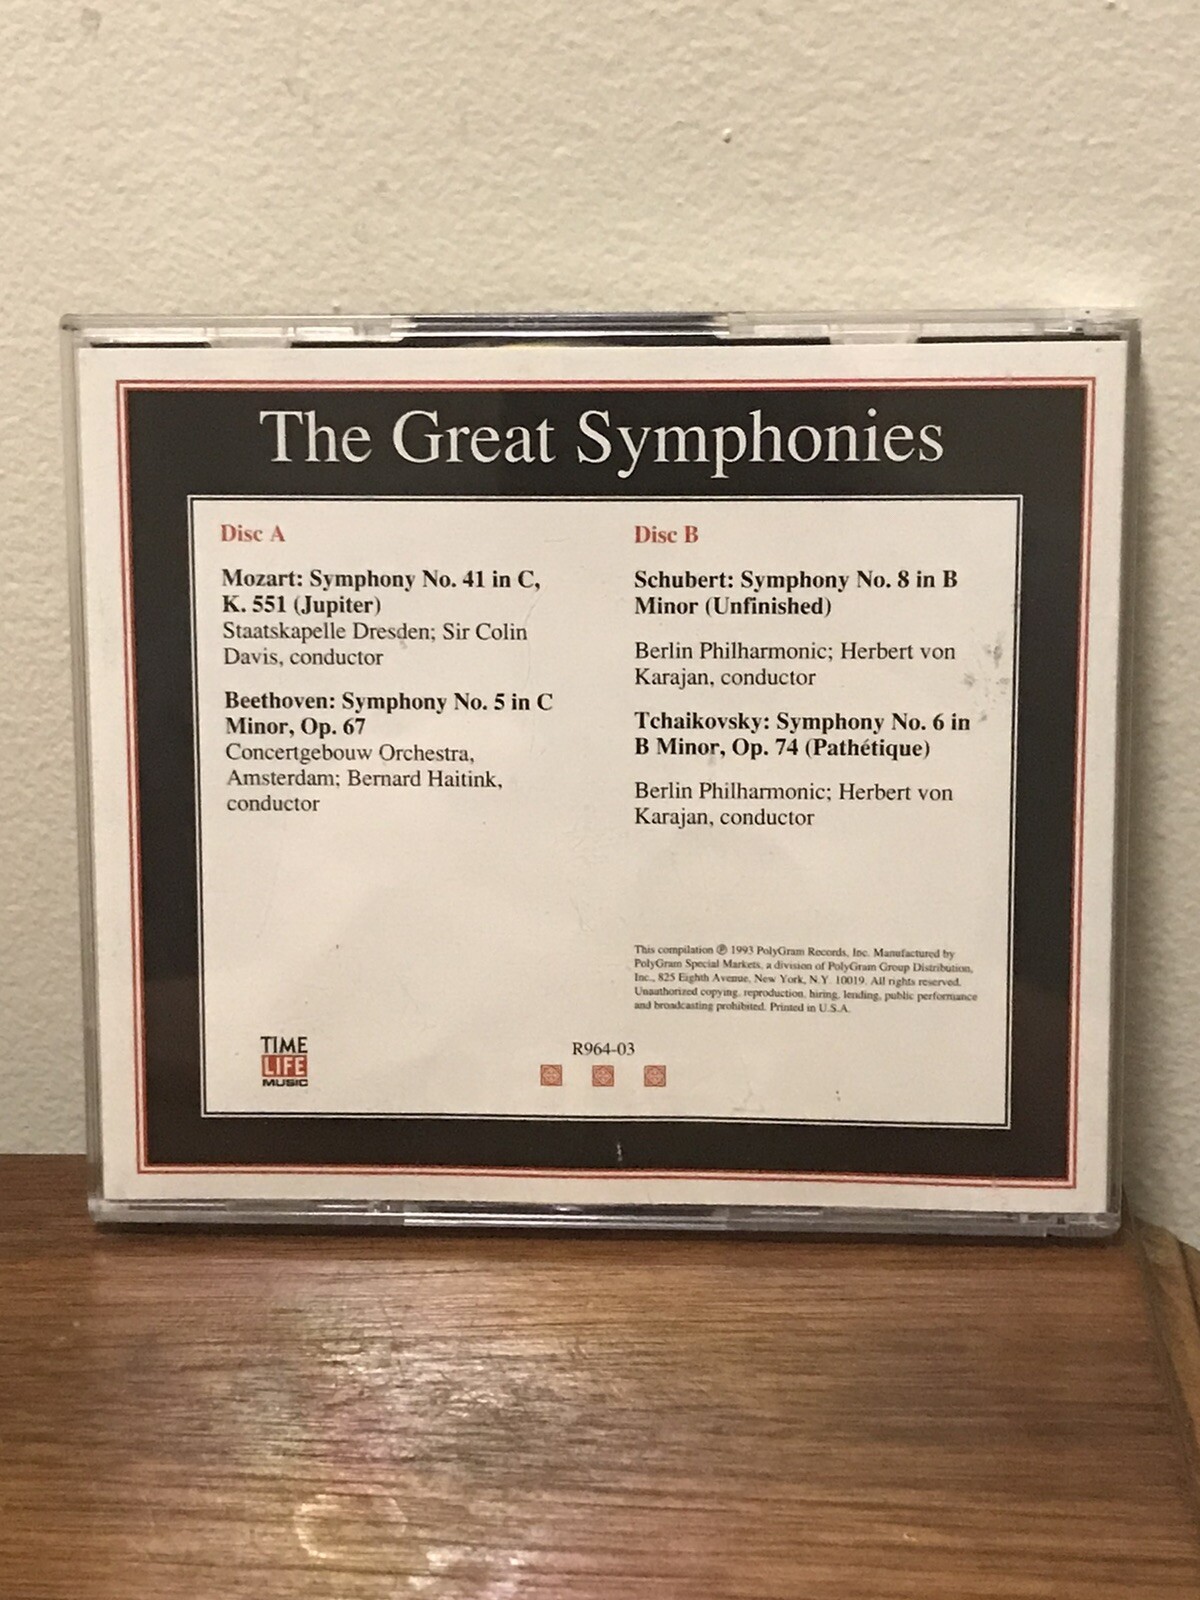 The Great Symphonies
Disc A
Mozart: Symphony No. 41 in C,
K. 551 (Jupiter)
Staatskapelle Dresden; Sir Colin
Davis, conductor
Beethoven: Symphony No. 5 in C
Minor, Op. 67
Concertgebouw Orchestra,
Amsterdam; Bernard Haitink,
conductor
Disc B
Schubert: Symphony No. 8 in B
Minor (Unfinished)
Berlin Philharmonic; Herbert von
Karajan, conductor
Tchaikovsky: Symphony No. 6 in
B Minor, Op. 74 (Pathétique)
Berlin Philharmonic; Herbert von
Karajan, conductor
This compilation ℗ 1993 PolyGram Records, Inc. Manufactured by
PolyGram Special Markets, a division of PolyGram Group Distribution,
Inc., 825 Eighth Avenue, New York, N.Y. 10019. All rights reserved.
Unauthorized copying, reproduction, hiring, lending, public performance
and broadcasting prohibited. Printed in U.S.A.
TIME
LIFE
MUSIC
R964-03